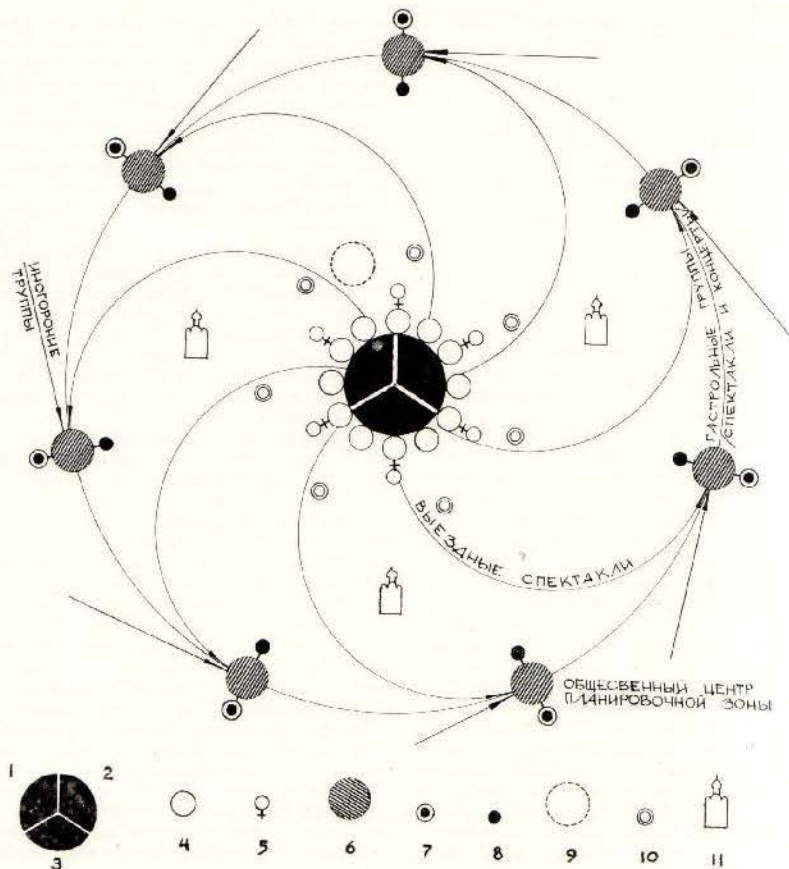 ИНОГОРОДНИЕ
ТРУППЫ
ГАСТРОЛЬНЫЕ ГРУППЫ
/СПЕКТАКЛИ И КОНЦЕРТЫ/
ВЫЕЗДНЫЕ СПЕКТАКЛИ
ОБЩЕСВЕННЫЙ ЦЕНТР
ПЛАНИРОВОЧНОЙ ЗОНЫ
1 2
3 4 5 6 7 8 9 10 11